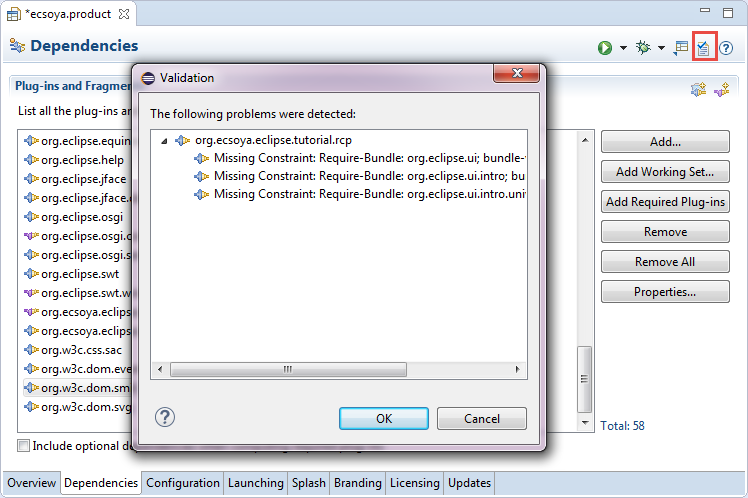 *ecsoya.product
Dependencies
Plug-ins and Fragmen
List all the plug-ins an
Validation
The following problems were detected:
org.ecsoya.eclipse.tutorial.rcp
Missing Constraint: Require-Bundle: org.eclipse.ui; bundle-
Missing Constraint: Require-Bundle: org.eclipse.ui.intro; bu
Missing Constraint: Require-Bundle: org.eclipse.ui.intro.uni
OK
Cancel
org.eclipse.equin
org.eclipse.help
org.eclipse.jface
org.eclipse.jface.
org.eclipse.osgi
org.eclipse.osgi.c
org.eclipse.osgi.s
org.eclipse.swt
org.eclipse.swt.w
org.ecsoya.eclips
org.w3c.css.sac
org.w3c.dom.eve
org.w3c.dom.sm
org.w3c.dom.svg
Add...
Add Working Set...
Add Required Plug-ins
Remove
Remove All
Properties...
Total: 58
Include optional de
Overview Dependencies Configuration Launching Splash Branding Licensing Updates